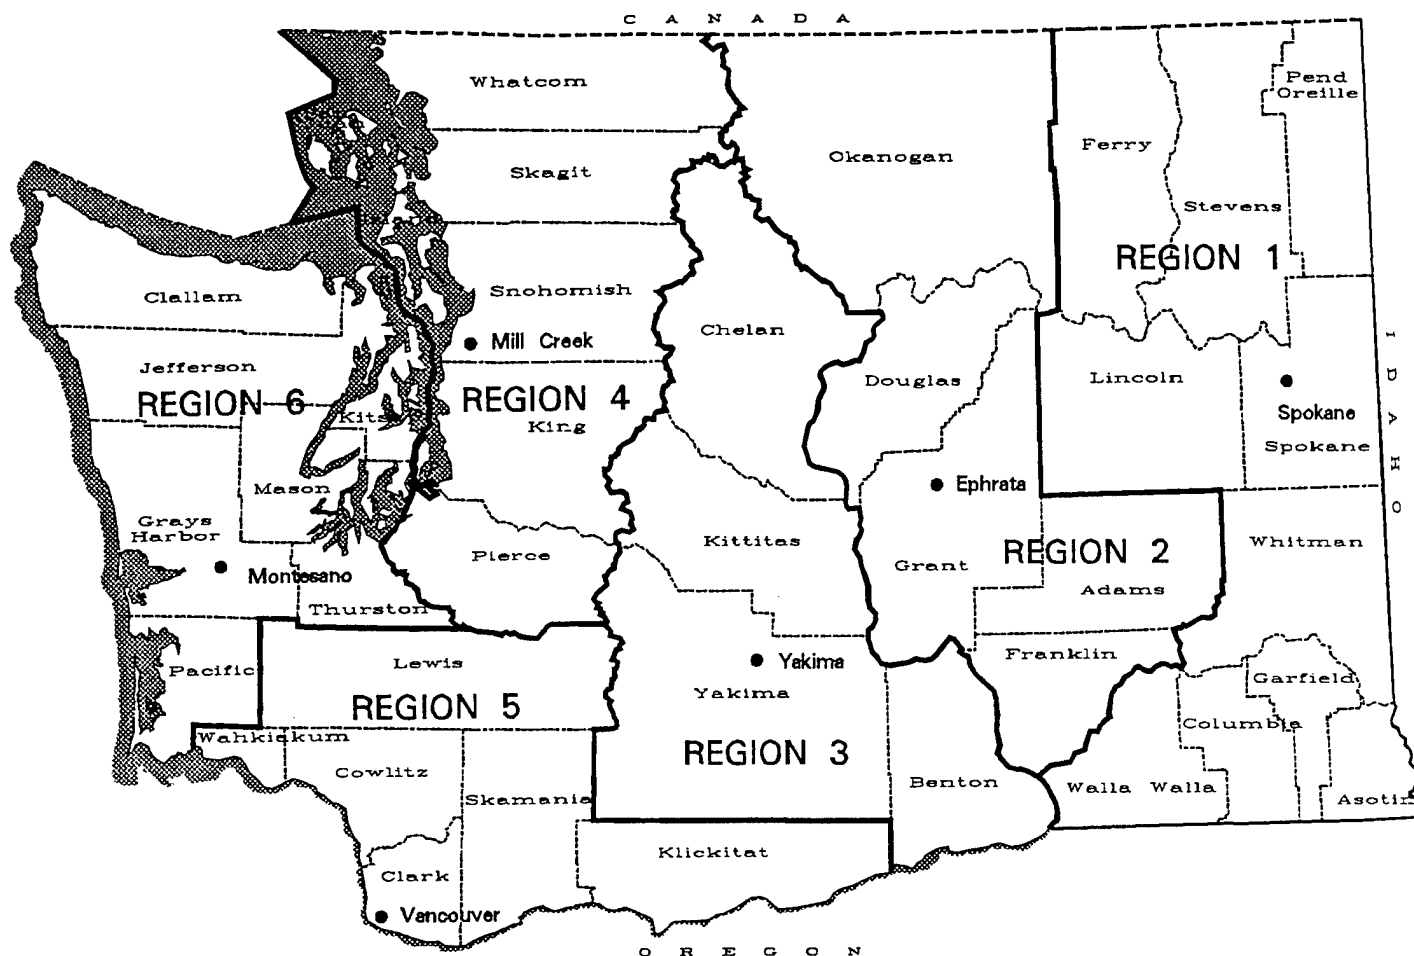 C A N A D A
Whatcom
Pend
Oreille
Ferry
Okanogan
Skagit
Stevens
REGION 1
Clallam
Snohomish
Chelan
Mill Creek
I D A H O
Jefferson
Douglas
Lincoln
REGION 6
REGION 4
Kits
King
Spokane
Spokane
Mason
Ephrata
Grays
Harbor
Pierce
Kittitas
REGION 2
Whitman
Grant
Montesano
Adams
Thurston
Lewis
Franklin
Pacific
Yakima
Yakima
Garfield
REGION 5
Columbia
Wahkiakum
REGION 3
Cowlitz
Benton
Walla Walla
Skamania
Asotin
Klickitat
Clark
Vancouver
O R E G O N